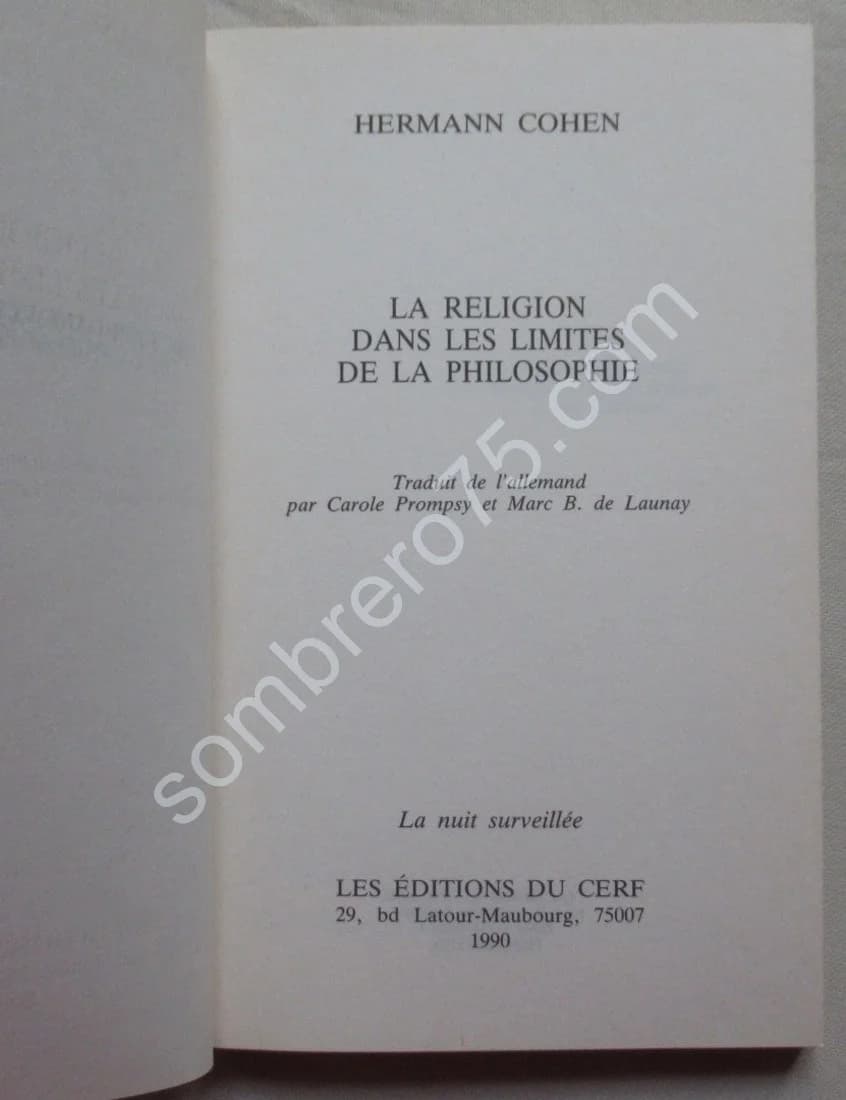 HERMANN COHEN
LA RELIGION
DANS LES LIMITES
DE LA PHILOSOPHIE
Traduit de l'allemand
par Carole Prompsy et Marc B. de Launay
sombrero75.com
La nuit surveillée
LES ÉDITIONS DU CERF
29, bd Latour-Maubourg, 75007
1990